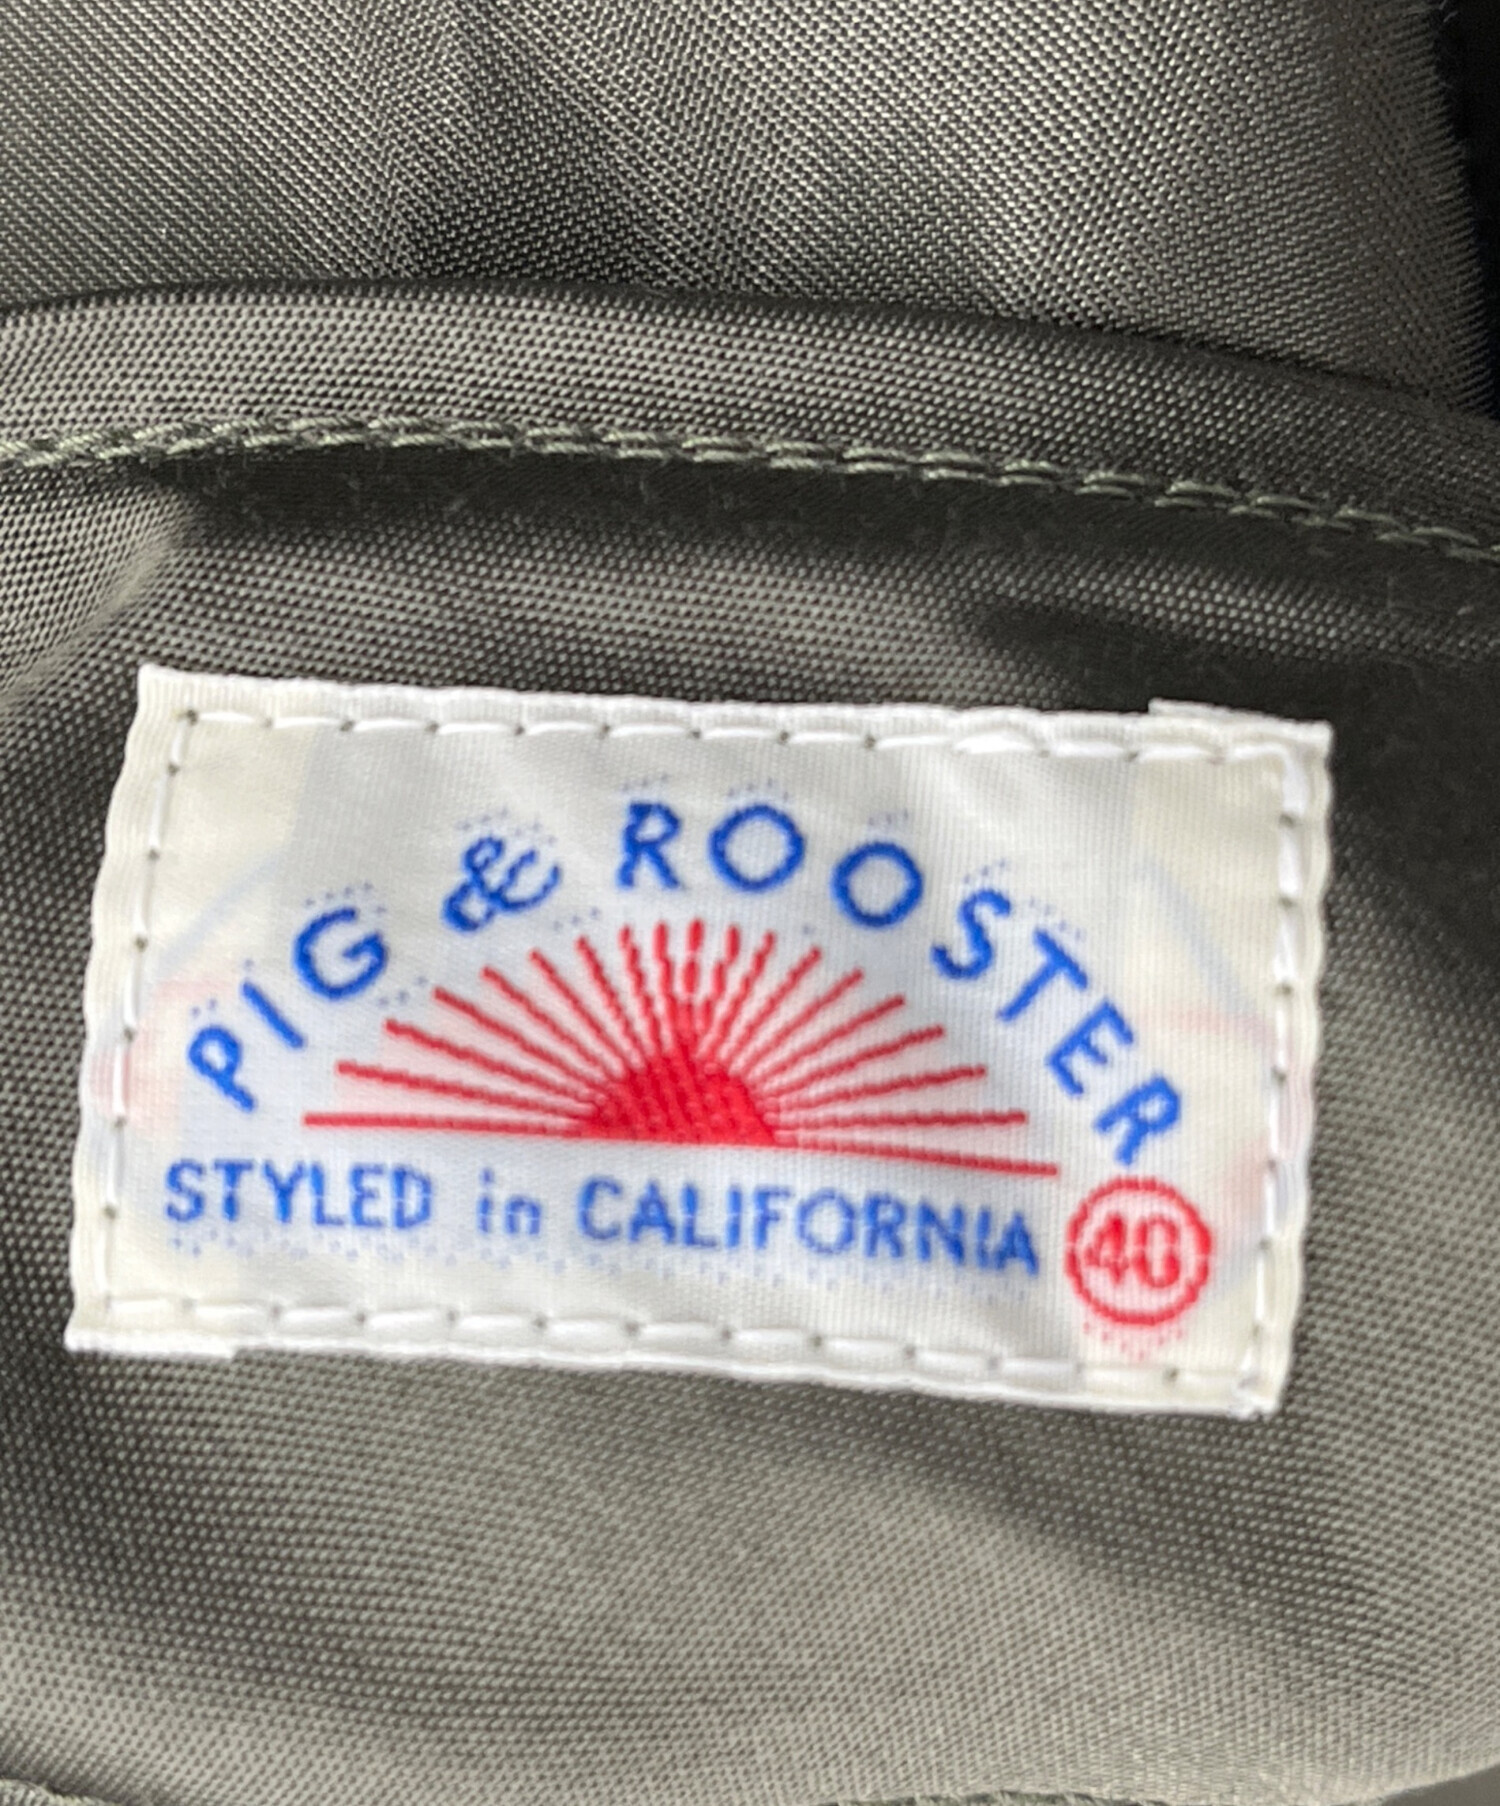 PIG & ROOSTER
STYLED in CALIFORNIA
40